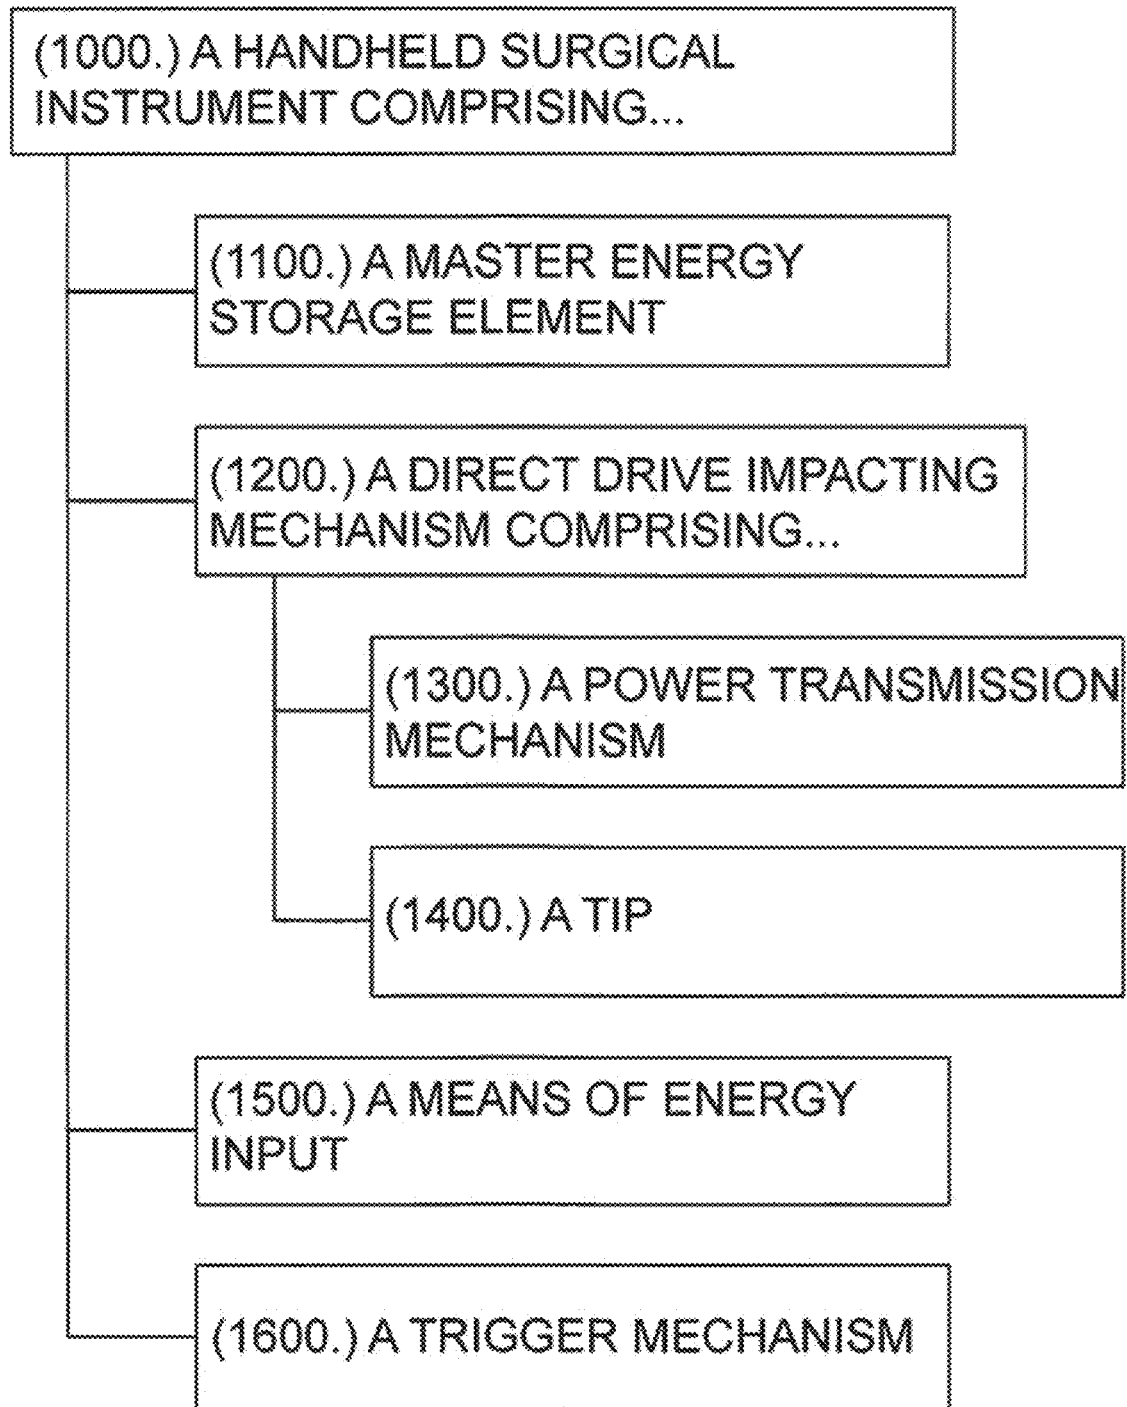 (1000.) A HANDHELD SURGICAL
INSTRUMENT COMPRISING...
(1100.) A MASTER ENERGY
STORAGE ELEMENT
(1200.) A DIRECT DRIVE IMPACTING
MECHANISM COMPRISING...
(1300.) A POWER TRANSMISSION
MECHANISM
(1400.) A TIP
(1500.) A MEANS OF ENERGY
INPUT
(1600.) A TRIGGER MECHANISM